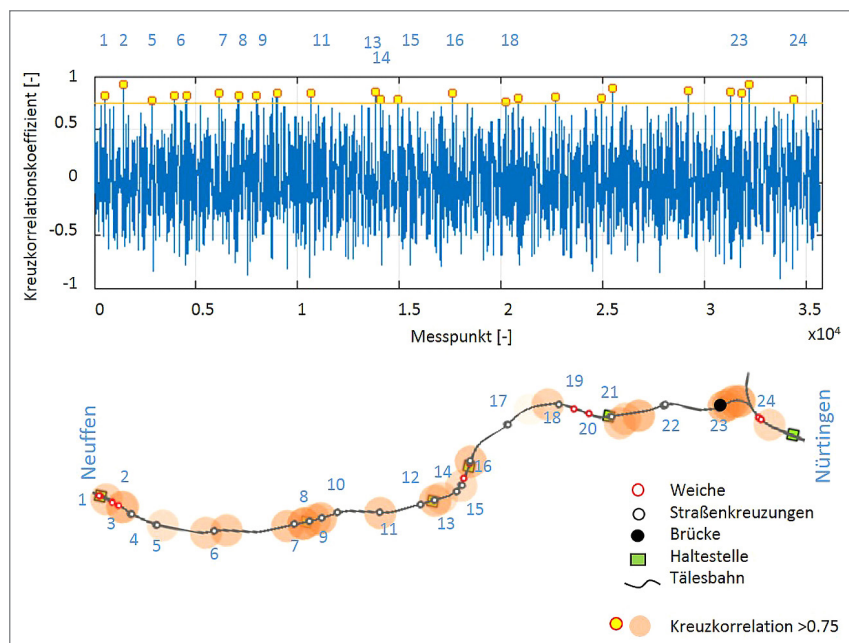 1 2 5 6 7 8 9 11 13 15 16 18 23 24
14
Kreuzkorrelationskoeffizient [-]
1
0.5
0
-0.5
-1
0 0.5 1 1.5 2 2.5 3 3.5
x10⁴
Messpunkt [-]
Neuffen
1
2
3
4
5
6
7
8
9
10
11
12
13
14
15
16
17
18
19
20
21
22
23
24
Nürtingen
Weiche
Straßenkreuzungen
Brücke
Haltestelle
Tälesbahn
Kreuzkorrelation >0.75